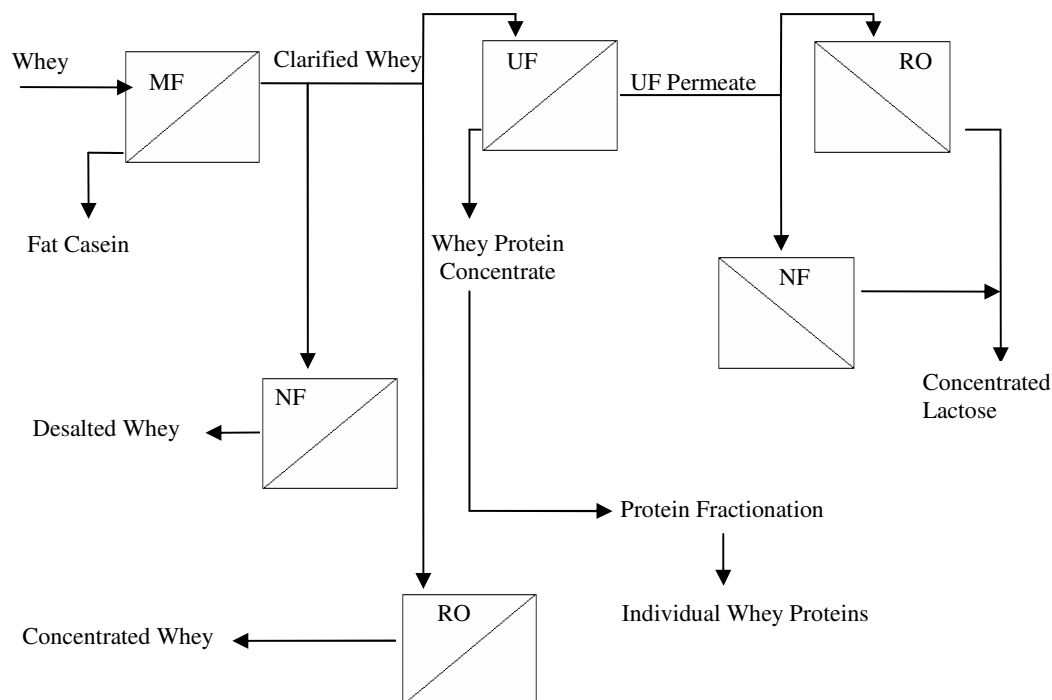 Whey
MF
Clarified Whey
UF
UF Permeate
RO
Fat Casein
Whey Protein
Concentrate
NF
NF
Concentrated
Lactose
Desalted Whey
Protein Fractionation
RO
Individual Whey Proteins
Concentrated Whey